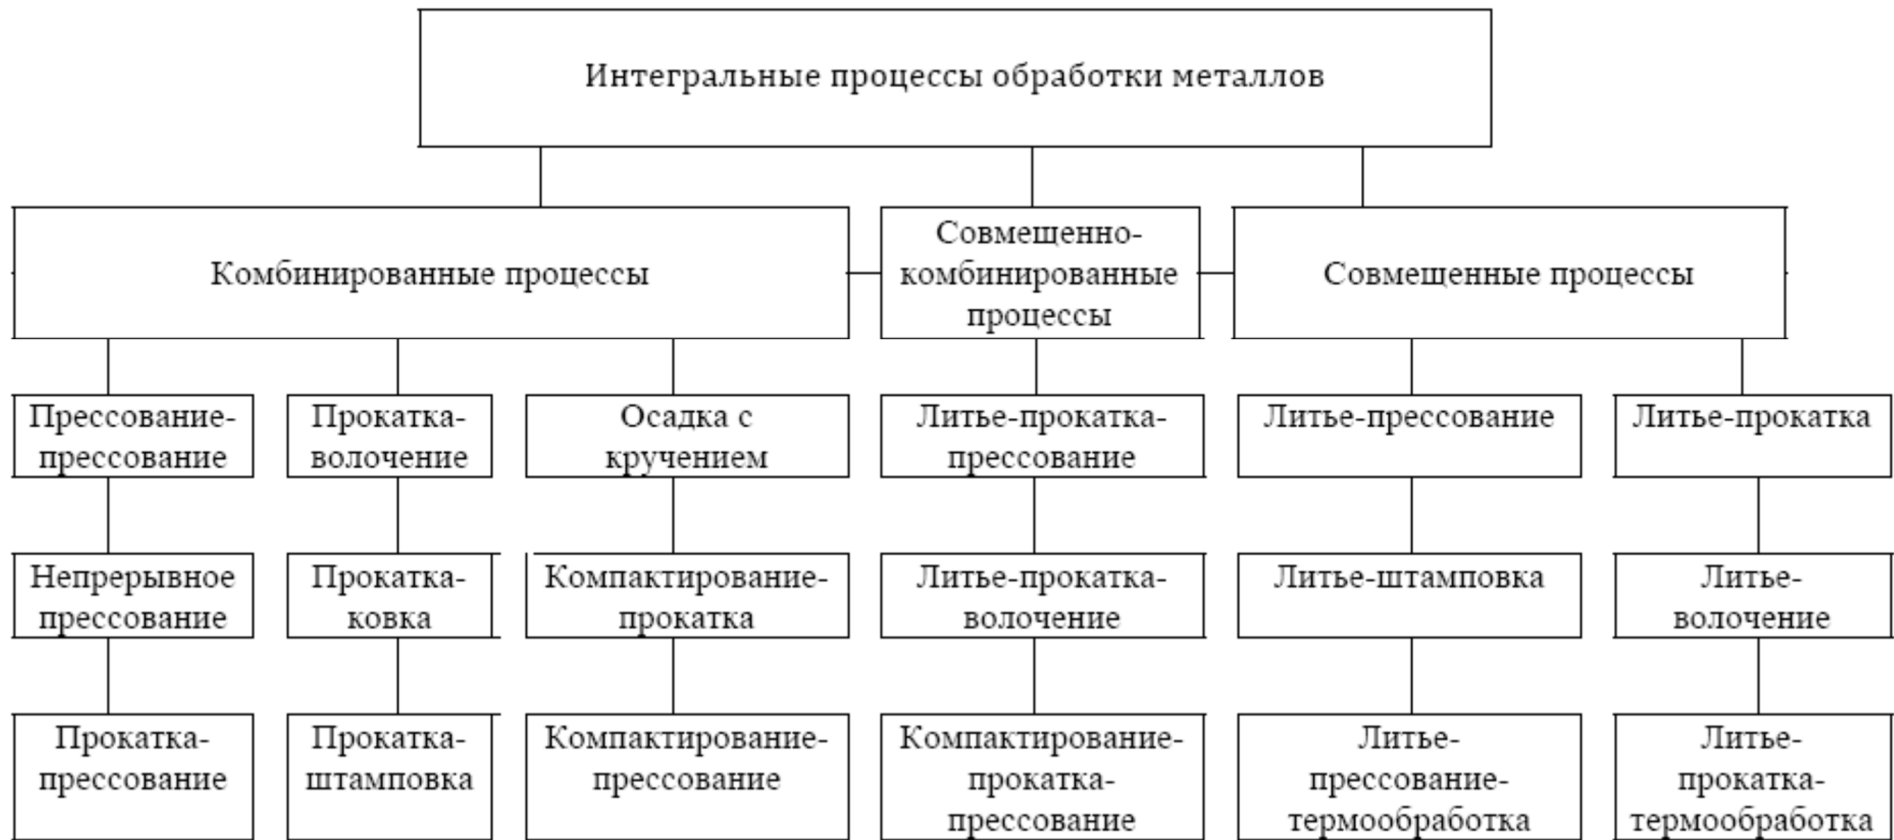 Интегральные процессы обработки металлов
Комбинированные процессы
Совмещенно-
комбинированные
процессы
Совмещенные процессы
Прессование-
прессование
Прокатка-
волочение
Осадка с
кручением
Литье-прокатка-
прессование
Литье-прессование
Литье-прокатка
Непрерывное
прессование
Прокатка-
ковка
Компактирование-
прокатка
Литье-прокатка-
волочение
Литье-штамповка
Литье-
волочение
Прокатка-
прессование
Прокатка-
штамповка
Компактирование-
прессование
Компактирование-
прокатка-
прессование
Литье-
прессование-
термообработка
Литье-
прокатка-
термообработка